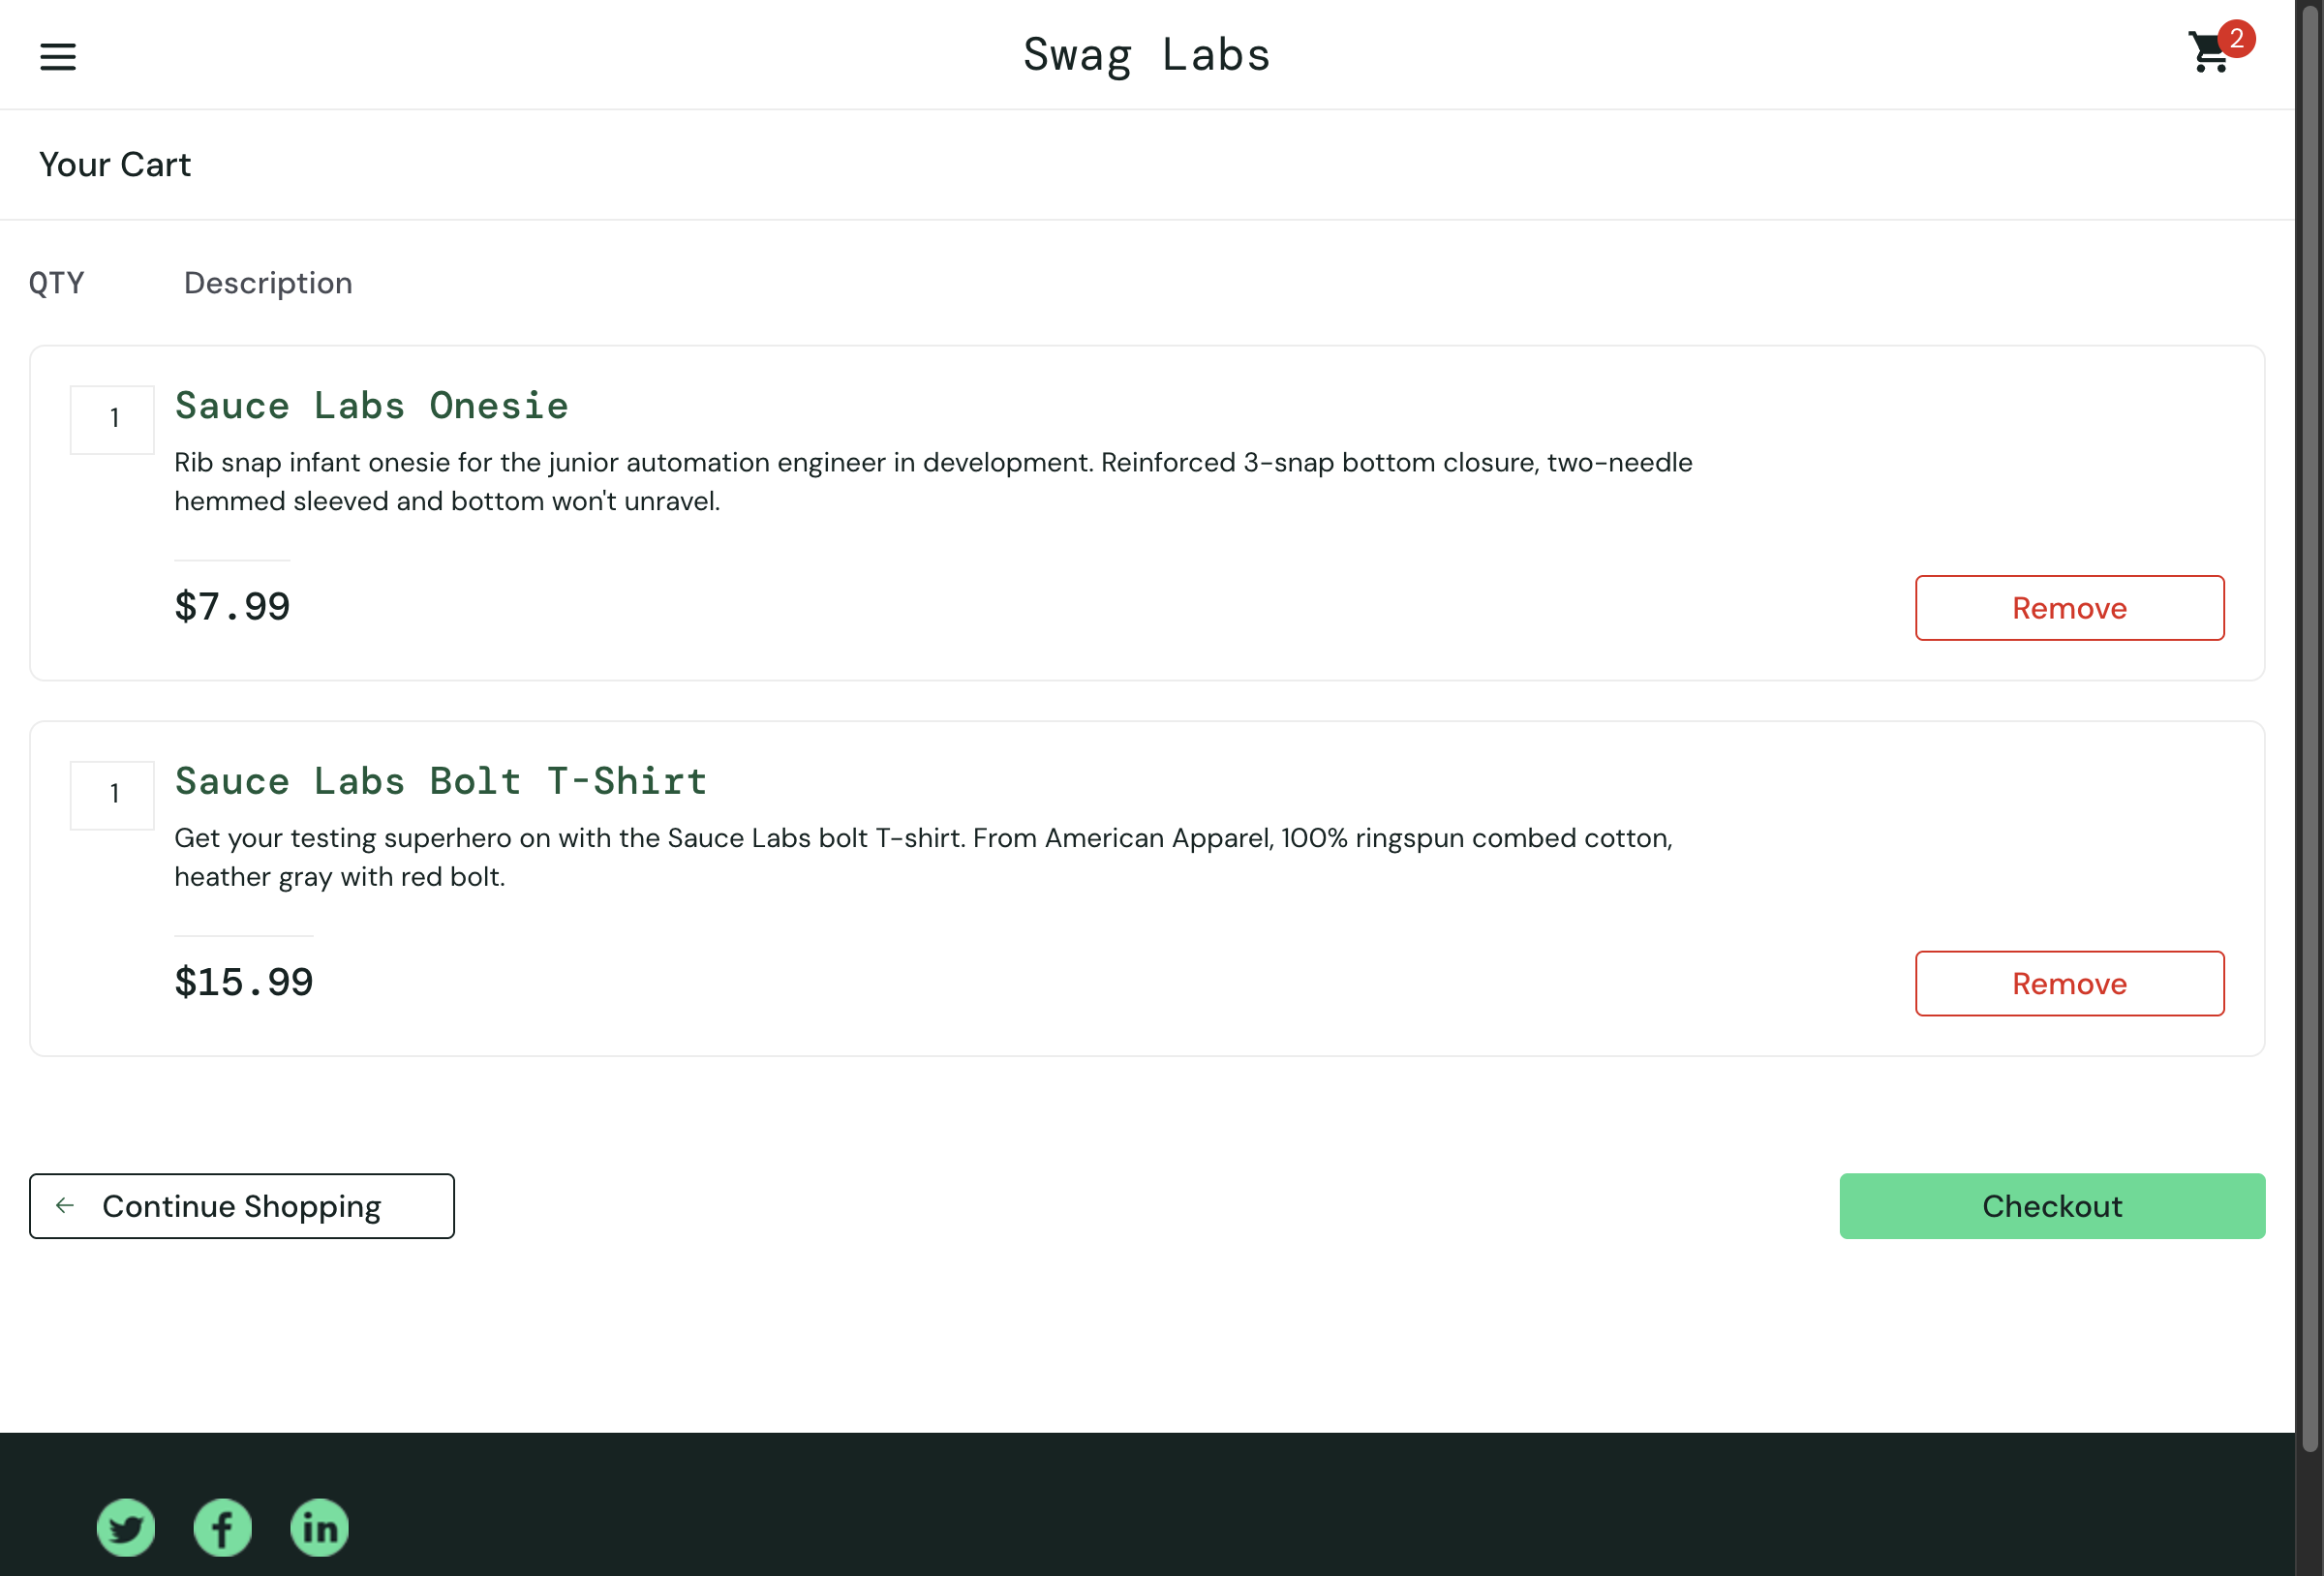 Swag Labs
2
Your Cart
QTY
Description
1
Sauce Labs Onesie
Rib snap infant onesie for the junior automation engineer in development. Reinforced 3-snap bottom closure, two-needle
hemmed sleeved and bottom won't unravel.
$7.99
Remove
1
Sauce Labs Bolt T-Shirt
Get your testing superhero on with the Sauce Labs bolt T-shirt. From American Apparel, 100% ringspun combed cotton,
heather gray with red bolt.
$15.99
Remove
Continue Shopping
Checkout
f
in